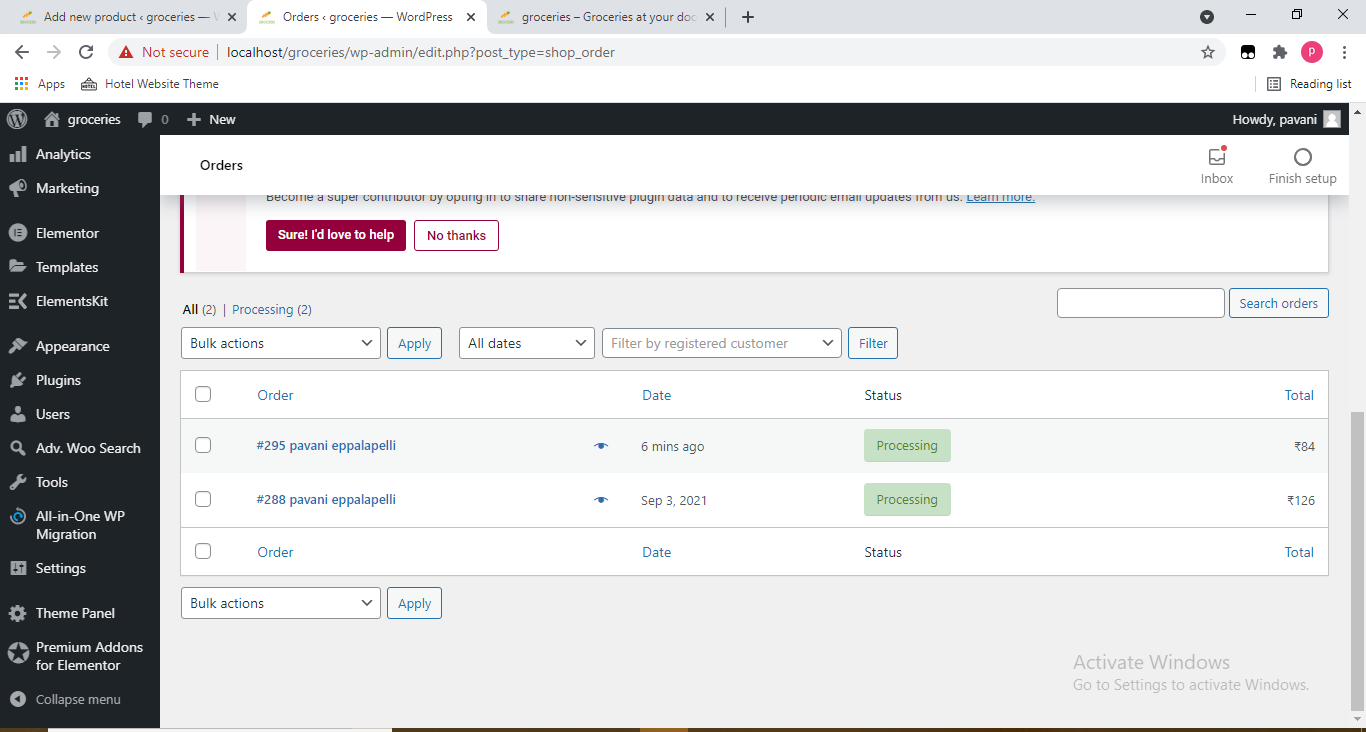 Add new product ‹ groceries —
Orders ‹ groceries — WordPress
groceries – Groceries at your doo
Not secure
localhost/groceries/wp-admin/edit.php?post_type=shop_order
P
Apps
Hotel Website Theme
Reading list
groceries
0
New
Howdy, pavani
Analytics
Marketing
Elementor
Templates
ElementsKit
Appearance
Plugins
Users
Adv. Woo Search
Tools
All-in-One WP
Migration
Settings
Theme Panel
Premium Addons
for Elementor
Collapse menu
Orders
Inbox
Finish setup
Become a super contributor by opting in to share non-sensitive plugin data and to receive periodic email updates from us. Learn more.
Sure! I'd love to help
No thanks
All (2) | Processing (2)
Search orders
Bulk actions
Apply
All dates
Filter by registered customer
Filter
Order Date Status Total
#295 pavani eppalapelli 6 mins ago Processing ₹84
#288 pavani eppalapelli Sep 3, 2021 Processing ₹126
Order Date Status Total
Bulk actions
Apply
Activate Windows
Go to Settings to activate Windows.